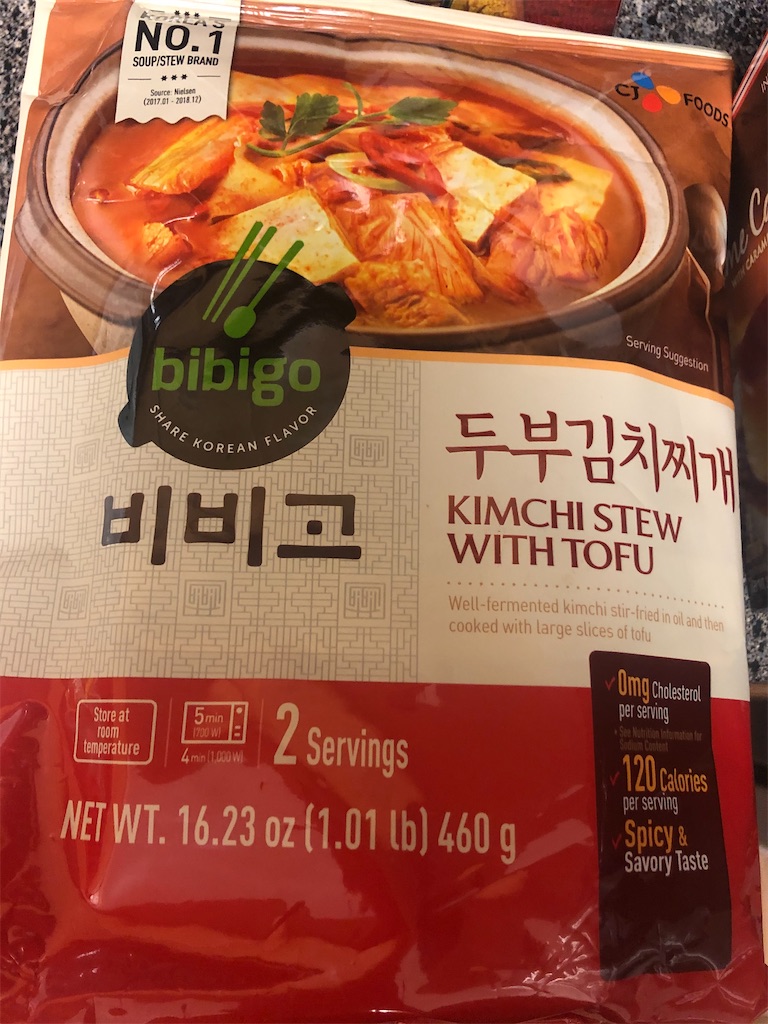 KOREA'S
NO.1
SOUP/STEW BRAND
Source: Nielsen
(2017.01 - 2018.12)
CJ FOODS
Serving Suggestion
bibigo
SHARE KOREAN FLAVOR
비비고
두부김치찌개
KIMCHI STEW
WITH TOFU
Well-fermented kimchi stir-fried in oil and then
cooked with large slices of tofu
Store at
room
temperature
5min
(700 W)
4 min (1,000 W)
2 Servings
NET WT. 16.23 oz (1.01 lb) 460 g
0mg Cholesterol
per serving
• See Nutrition Information for
Sodium Content
120 Calories
per serving
Spicy &
Savory Taste